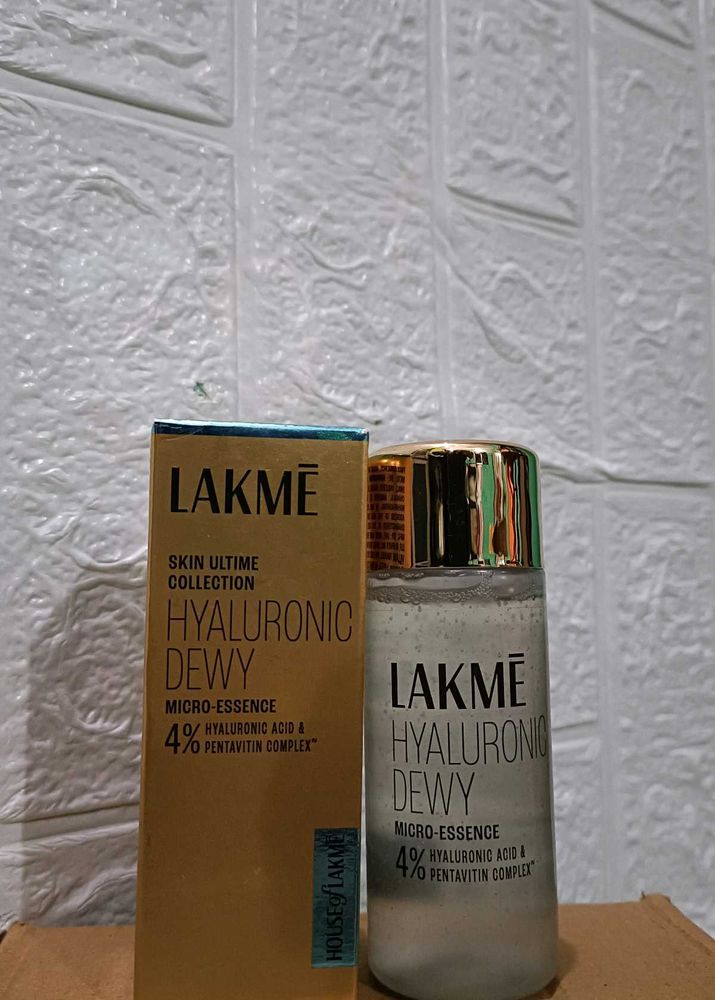 LAKMĒ
SKIN ULTIME
COLLECTION
HYALURONIC
DEWY
MICRO-ESSENCE
4% HYALURONIC ACID &
PENTAVITIN COMPLEX™
HOUSE of LAKMĒ
LAKMĒ
HYALURONIC
DEWY
MICRO-ESSENCE
4% HYALURONIC ACID &
PENTAVITIN COMPLEX™